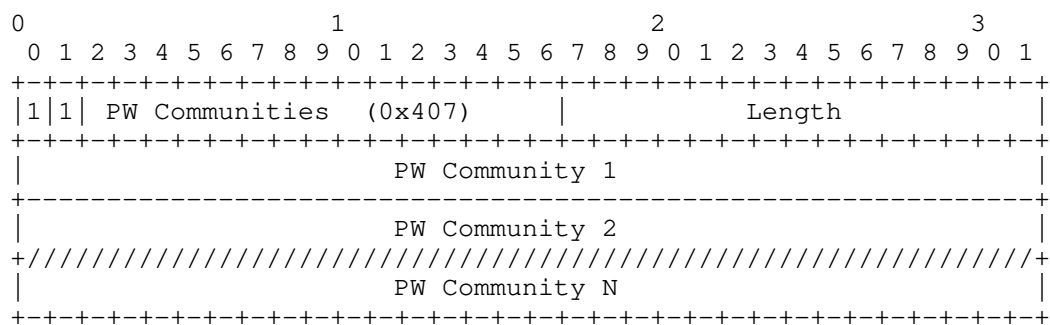 0                   1                   2                   3
 0 1 2 3 4 5 6 7 8 9 0 1 2 3 4 5 6 7 8 9 0 1 2 3 4 5 6 7 8 9 0 1
+-+-+-+-+-+-+-+-+-+-+-+-+-+-+-+-+-+-+-+-+-+-+-+-+-+-+-+-+-+-+-+-+
|1|1| PW Communities  (0x407)     |           Length            |
+-+-+-+-+-+-+-+-+-+-+-+-+-+-+-+-+-+-+-+-+-+-+-+-+-+-+-+-+-+-+-+-+
|                       PW Community 1                          |
+---------------------------------------------------------------+
|                       PW Community 2                          |
+///////////////////////////////////////////////////////////////+
|                       PW Community N                          |
+-+-+-+-+-+-+-+-+-+-+-+-+-+-+-+-+-+-+-+-+-+-+-+-+-+-+-+-+-+-+-+-+